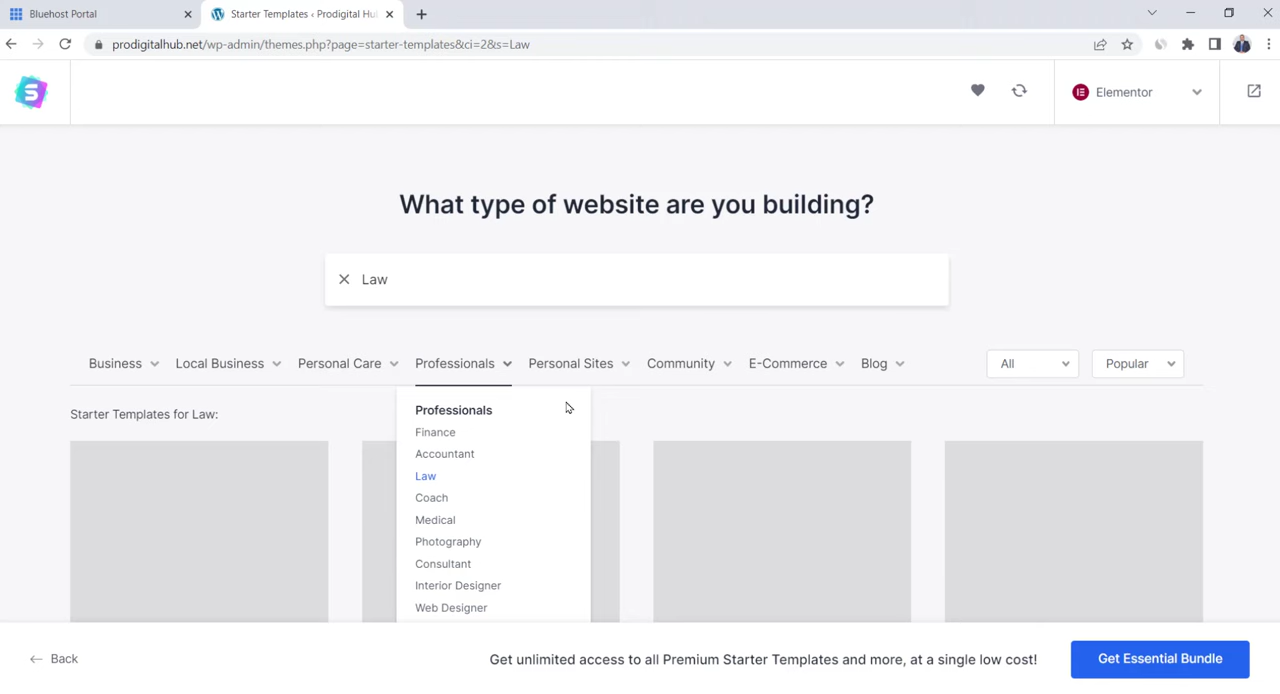 Bluehost Portal
Starter Templates ‹ Prodigital Hu
prodigitalhub.net/wp-admin/themes.php?page=starter-templates&ci=2&s=Law
S
Elementor
What type of website are you building?
Law
Business
Local Business
Personal Care
Professionals
Personal Sites
Community
E-Commerce
Blog
All
Popular
Starter Templates for Law:
Professionals
Finance
Accountant
Law
Coach
Medical
Photography
Consultant
Interior Designer
Web Designer
Back
Get unlimited access to all Premium Starter Templates and more, at a single low cost!
Get Essential Bundle